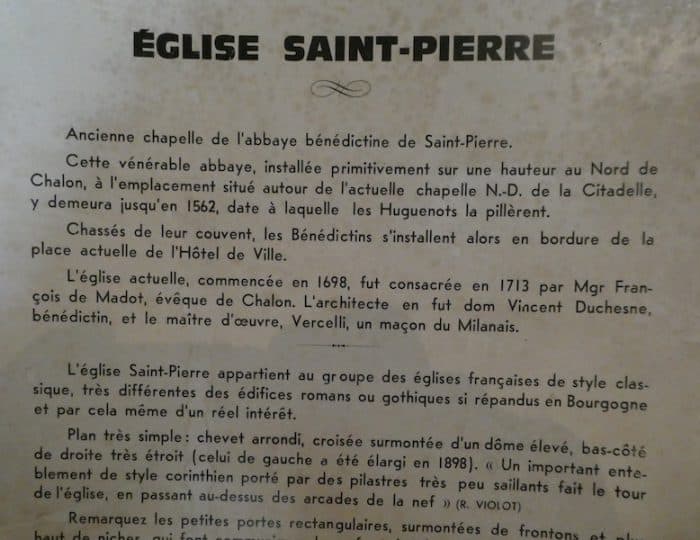 ÉGLISE SAINT-PIERRE
Ancienne chapelle de l'abbaye bénédictine de Saint-Pierre.
Cette vénérable abbaye, installée primitivement sur une hauteur au Nord de
Chalon, à l'emplacement situé autour de l'actuelle chapelle N.-D. de la Citadelle,
y demeura jusqu'en 1562, date à laquelle les Huguenots la pillèrent.
Chassés de leur couvent, les Bénédictins s'installent alors en bordure de la
place actuelle de l'Hôtel de Ville.
L'église actuelle, commencée en 1698, fut consacrée en 1713 par Mgr Fran-
çois de Madot, évêque de Chalon. L'architecte en fut dom Vincent Duchesne,
bénédictin, et le maître d'œuvre, Vercelli, un maçon du Milanais.
L'église Saint-Pierre appartient au groupe des églises françaises de style clas-
sique, très différentes des édifices romans ou gothiques si répandus en Bourgogne
et par cela même d'un réel intérêt.
Plan très simple : chevet arrondi, croisée surmontée d'un dôme élevé, bas-côté
de droite très étroit (celui de gauche a été élargi en 1898). « Un important enta-
blement de style corinthien porté par des pilastres très peu saillants fait le tour
de l'église, en passant au-dessus des arcades de la nef » (R. VIOLOT)
Remarquez les petites portes rectangulaires, surmontées de frontons et
haut de niches, qui font